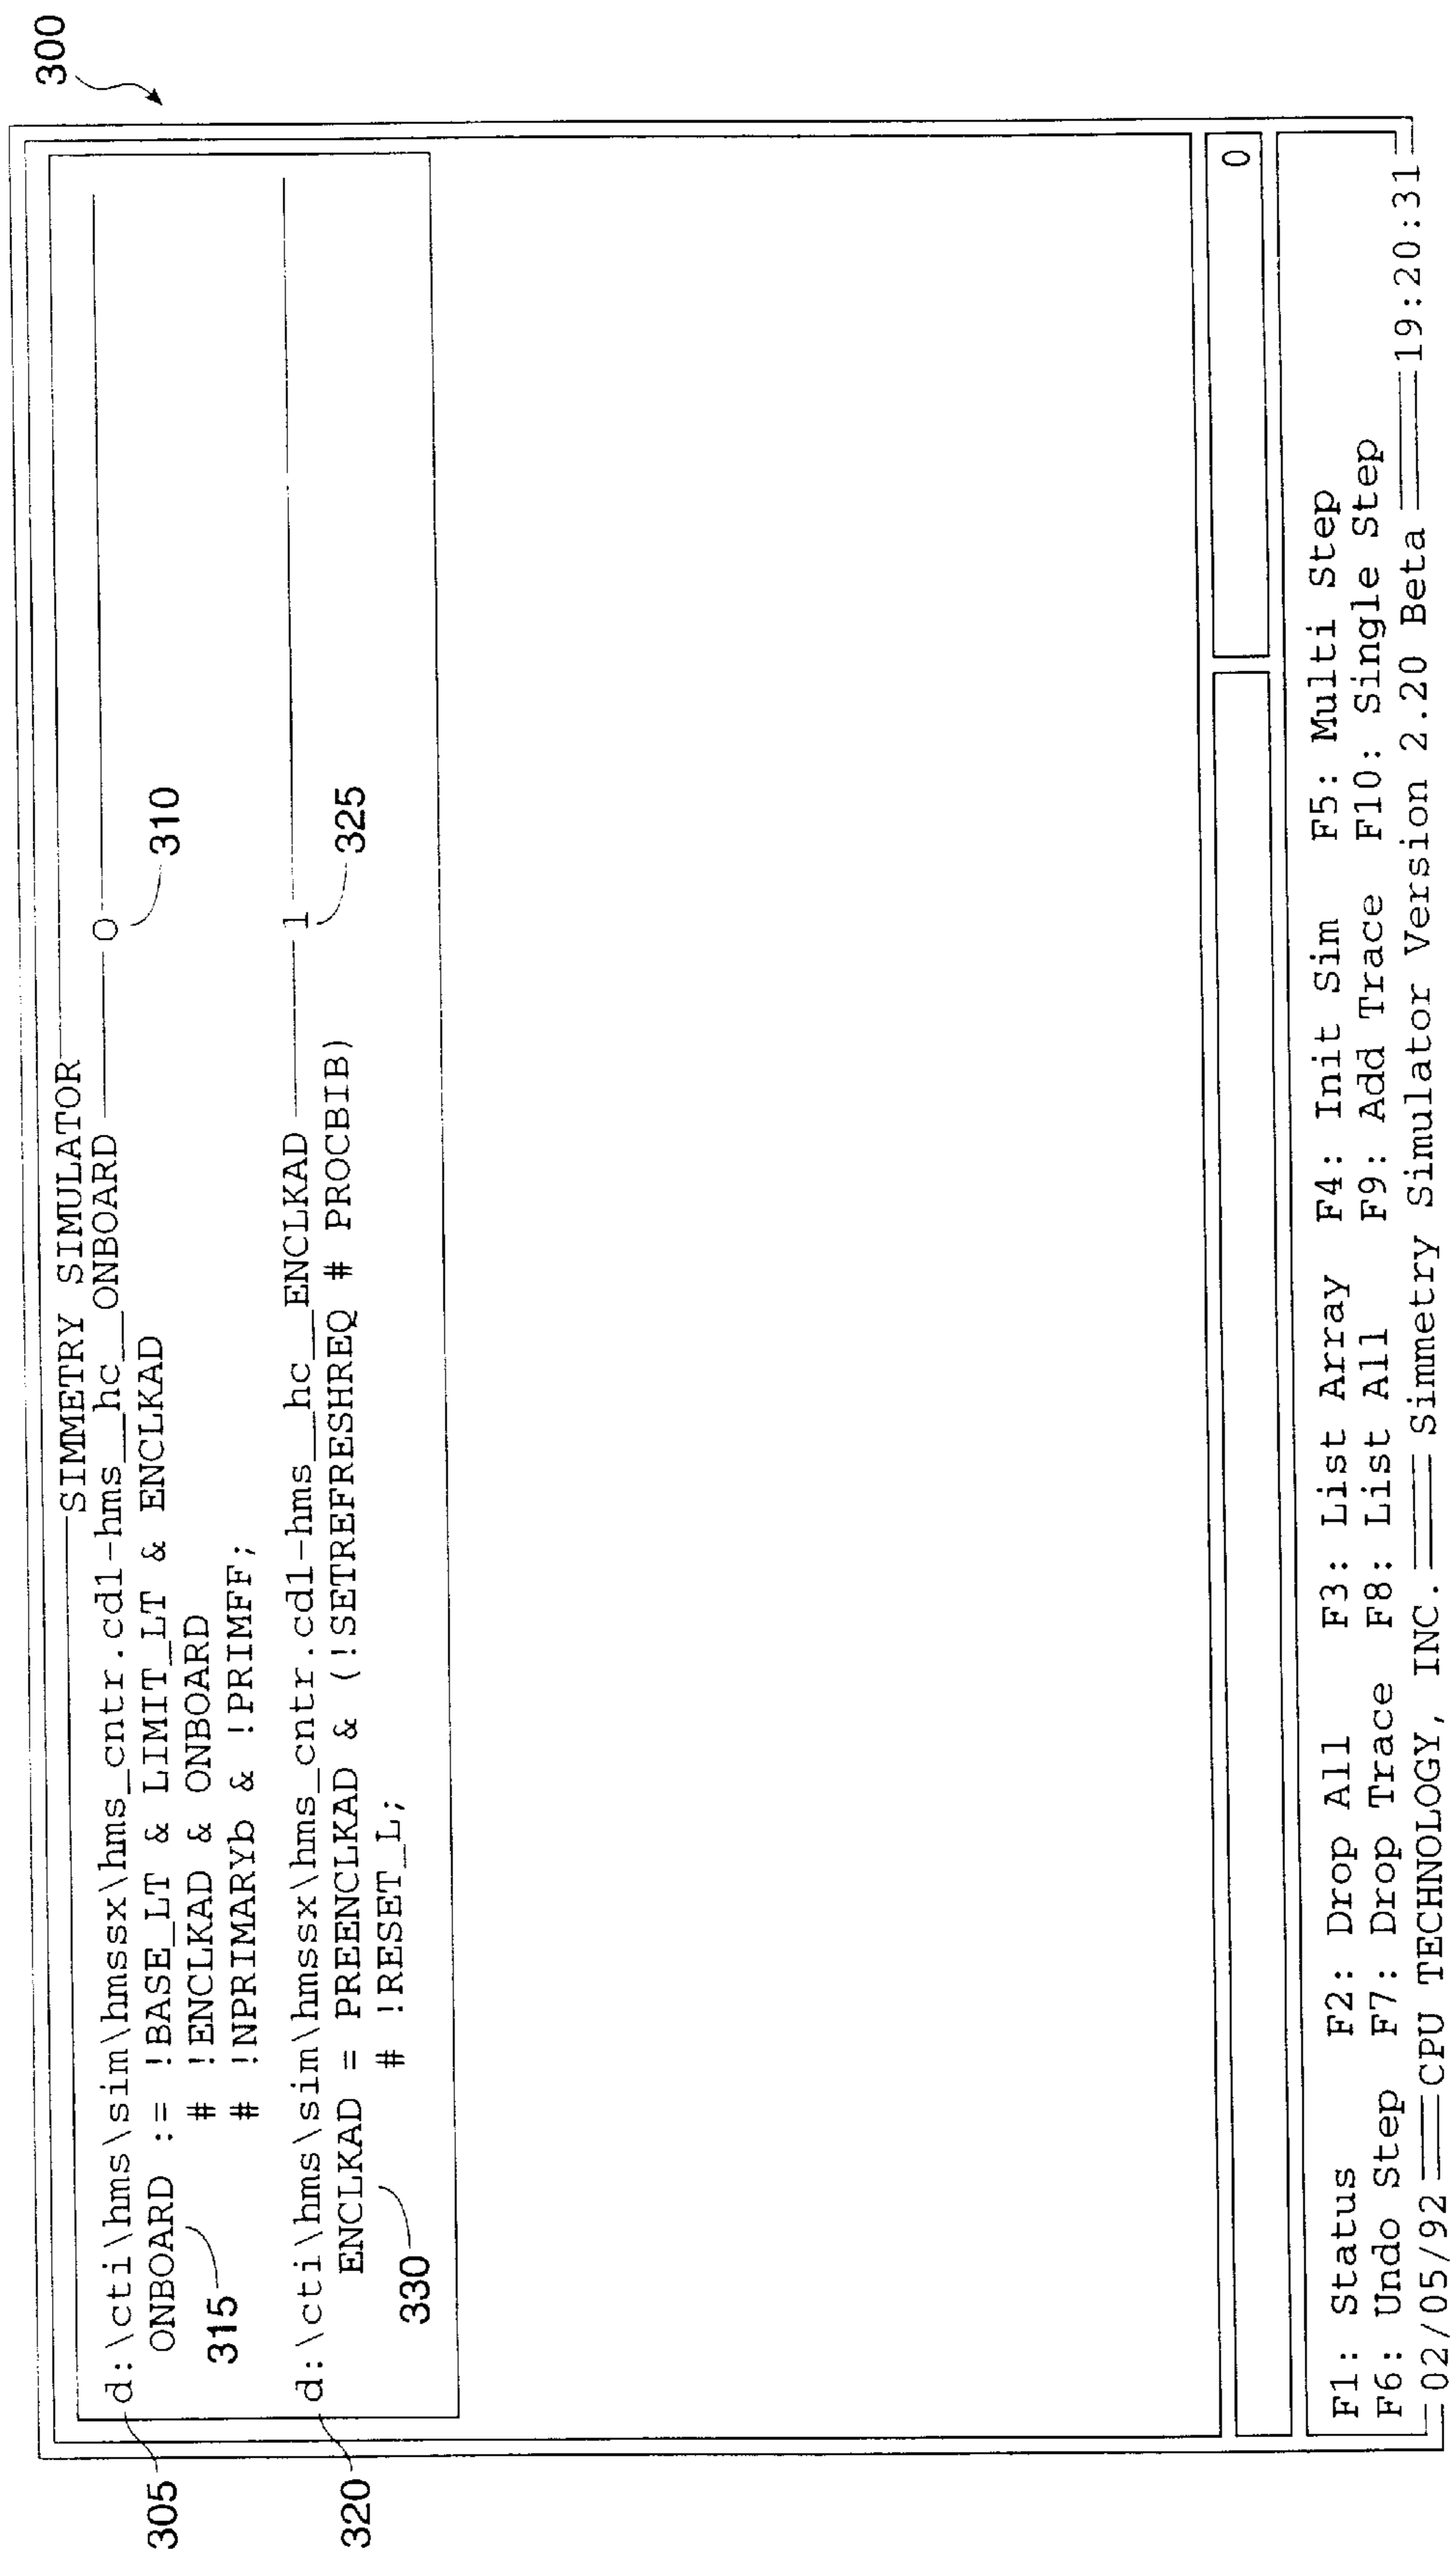 300
SIMMETRY SIMULATOR
305
d:\cti\hms\sim\hmssx\hms_cntr.cdl-hms__hc__ONBOARD 0
310
ONBOARD := !BASE_LT & LIMIT_LT & ENCLKAD
# !ENCLKAD & ONBOARD
315
# !NPRIMARYb & !PRIMFF;
320
d:\cti\hms\sim\hmssx\hms_cntr.cdl-hms__hc__ENCLKAD 1
325
ENCLKAD = PREENCLKAD & (!SETREFRESHREQ # PROCBIB)
330
# !RESET_L;
0
F1: Status F2: Drop All F3: List Array F4: Init Sim F5: Multi Step
F6: Undo Step F7: Drop Trace F8: List All F9: Add Trace F10: Single Step
02/05/92 CPU TECHNOLOGY, INC. Simmetry Simulator Version 2.20 Beta 19:20:31